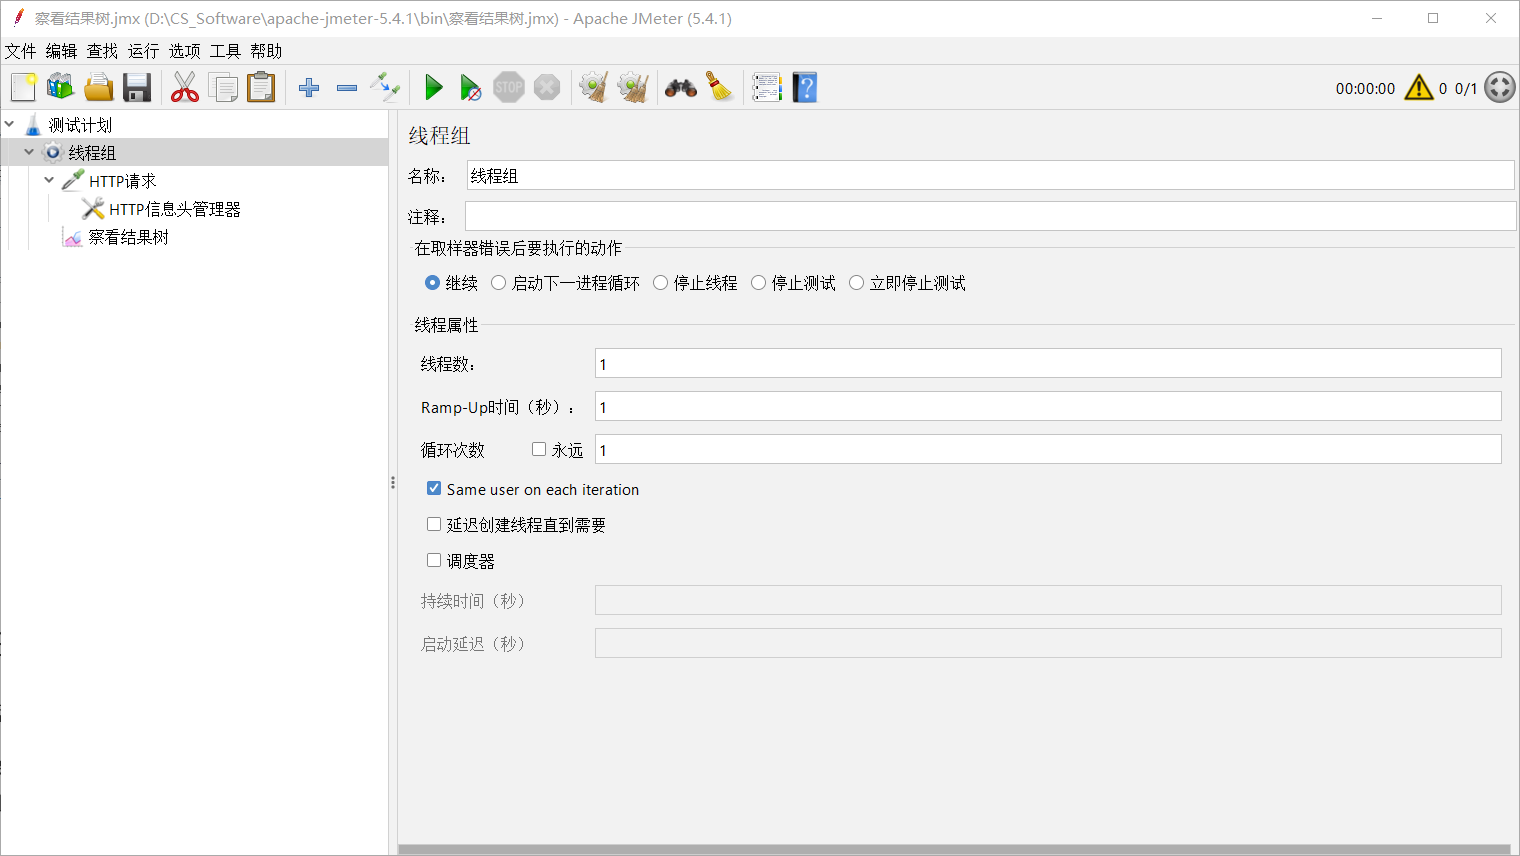 察看结果树.jmx (D:\CS_Software\apache-jmeter-5.4.1\bin\察看结果树.jmx) - Apache JMeter (5.4.1)
文件 编辑 查找 运行 选项 工具 帮助
STOP
?
00:00:00 0 0/1
测试计划
线程组
HTTP请求
HTTP信息头管理器
察看结果树
线程组
名称： 线程组
注释：
在取样器错误后要执行的动作
继续 启动下一进程循环 停止线程 停止测试 立即停止测试
线程属性
线程数： 1
Ramp-Up时间（秒）： 1
循环次数 永远 1
Same user on each iteration
延迟创建线程直到需要
调度器
持续时间（秒）
启动延迟（秒）